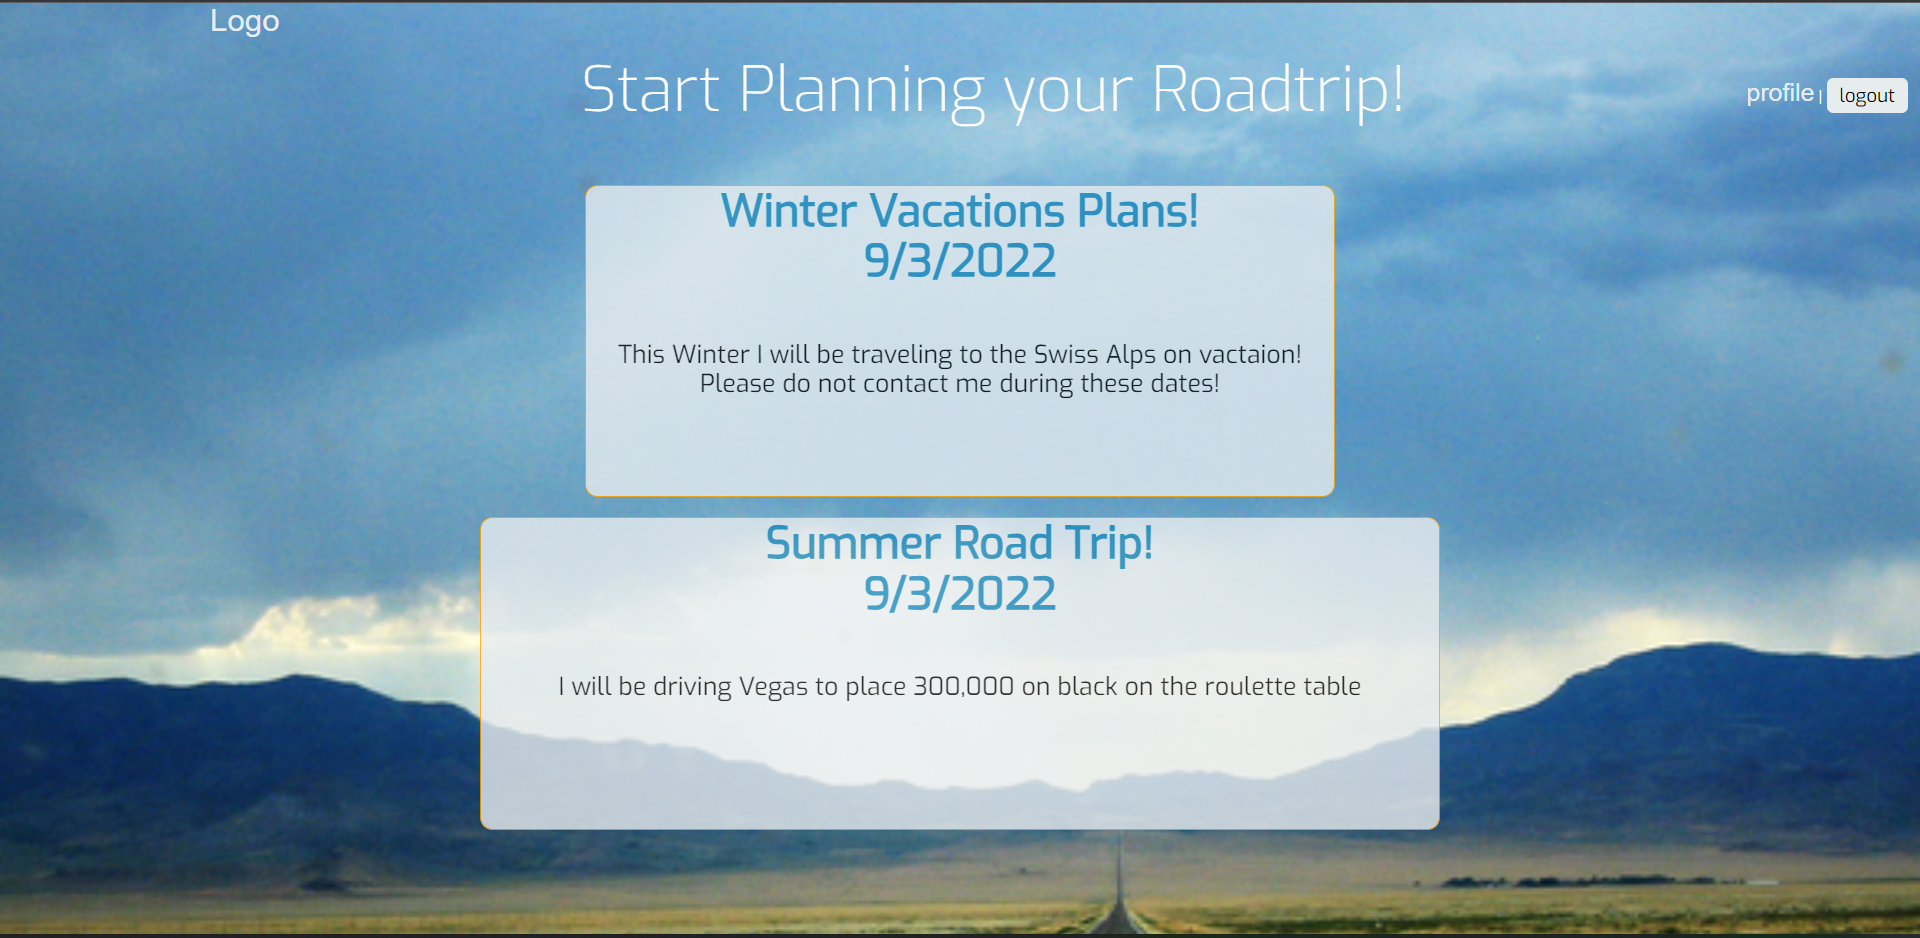 Logo
Start Planning your Roadtrip!
profile | logout
Winter Vacations Plans!
9/3/2022
This Winter I will be traveling to the Swiss Alps on vactaion!
Please do not contact me during these dates!
Summer Road Trip!
9/3/2022
I will be driving Vegas to place 300,000 on black on the roulette table